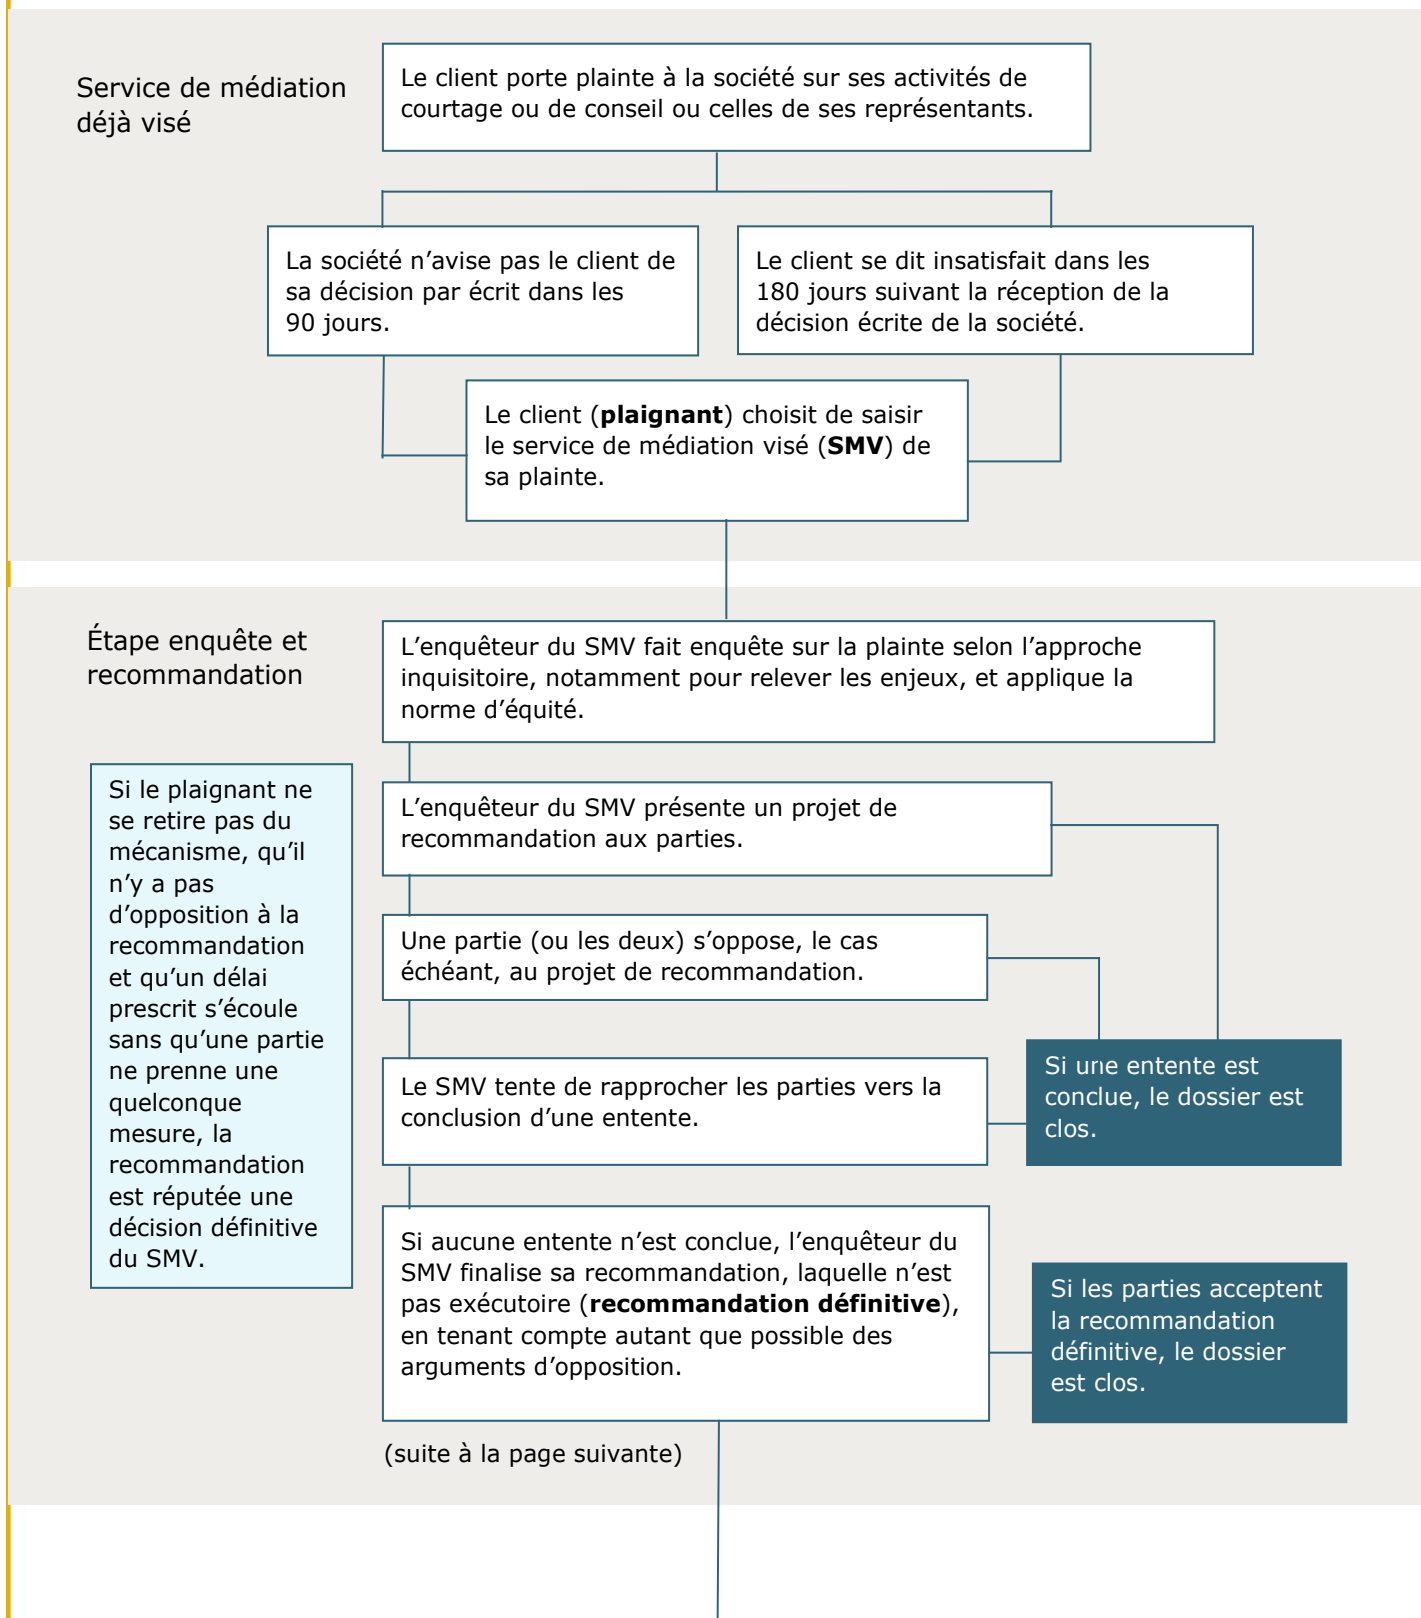 Service de médiation
déjà visé
Le client porte plainte à la société sur ses activités de
courtage ou de conseil ou celles de ses représentants.
La société n’avise pas le client de
sa décision par écrit dans les
90 jours.
Le client se dit insatisfait dans les
180 jours suivant la réception de la
décision écrite de la société.
Le client (plaignant) choisit de saisir
le service de médiation visé (SMV) de
sa plainte.
Étape enquête et
recommandation
L’enquêteur du SMV fait enquête sur la plainte selon l’approche
inquisitoire, notamment pour relever les enjeux, et applique la
norme d’équité.
Si le plaignant ne
se retire pas du
mécanisme, qu’il
n’y a pas
d’opposition à la
recommandation
et qu’un délai
prescrit s’écoule
sans qu’une partie
ne prenne une
quelconque
mesure, la
recommandation
est réputée une
décision définitive
du SMV.
L’enquêteur du SMV présente un projet de
recommandation aux parties.
Une partie (ou les deux) s’oppose, le cas
échéant, au projet de recommandation.
Le SMV tente de rapprocher les parties vers la
conclusion d’une entente.
Si une entente est
conclue, le dossier est
clos.
Si aucune entente n’est conclue, l’enquêteur du
SMV finalise sa recommandation, laquelle n’est
pas exécutoire (recommandation définitive),
en tenant compte autant que possible des
arguments d’opposition.
Si les parties acceptent
la recommandation
définitive, le dossier
est clos.
(suite à la page suivante)